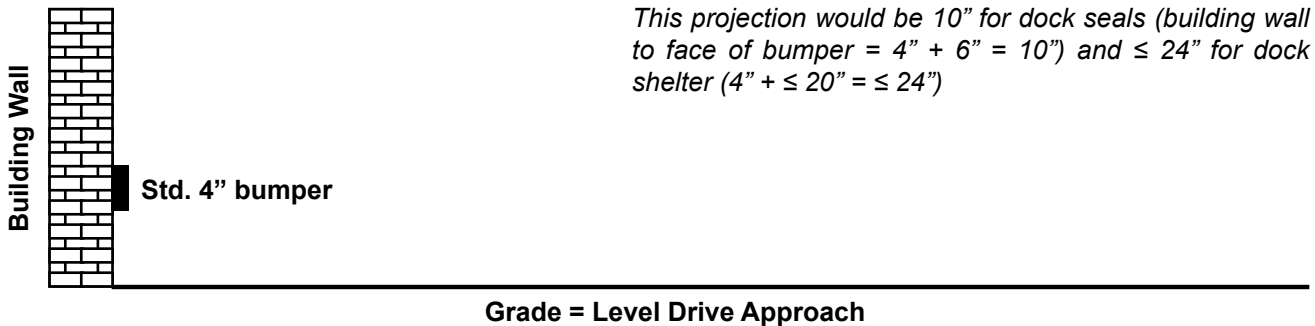 This projection would be 10” for dock seals (building wall
to face of bumper = 4” + 6” = 10”) and ≤ 24” for dock
shelter (4” + ≤ 20” = ≤ 24”)
Building Wall
Std. 4” bumper
Grade = Level Drive Approach